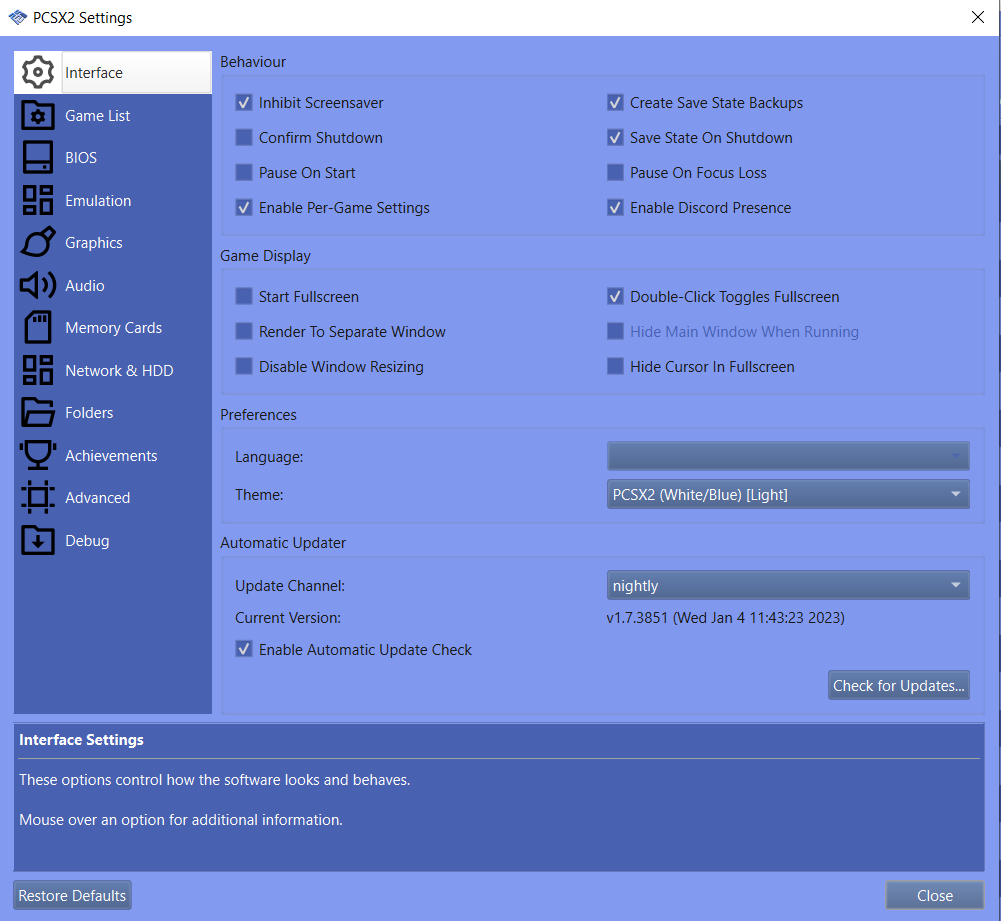 PCSX2 Settings
Interface
Game List
BIOS
Emulation
Graphics
Audio
Memory Cards
Network & HDD
Folders
Achievements
Advanced
Debug
Behaviour
Inhibit Screensaver
Create Save State Backups
Confirm Shutdown
Save State On Shutdown
Pause On Start
Pause On Focus Loss
Enable Per-Game Settings
Enable Discord Presence
Game Display
Start Fullscreen
Double-Click Toggles Fullscreen
Render To Separate Window
Hide Main Window When Running
Disable Window Resizing
Hide Cursor In Fullscreen
Preferences
Language:
Theme:
PCSX2 (White/Blue) [Light]
Automatic Updater
Update Channel:
nightly
Current Version:
v1.7.3851 (Wed Jan 4 11:43:23 2023)
Enable Automatic Update Check
Check for Updates...
Interface Settings
These options control how the software looks and behaves.
Mouse over an option for additional information.
Restore Defaults
Close